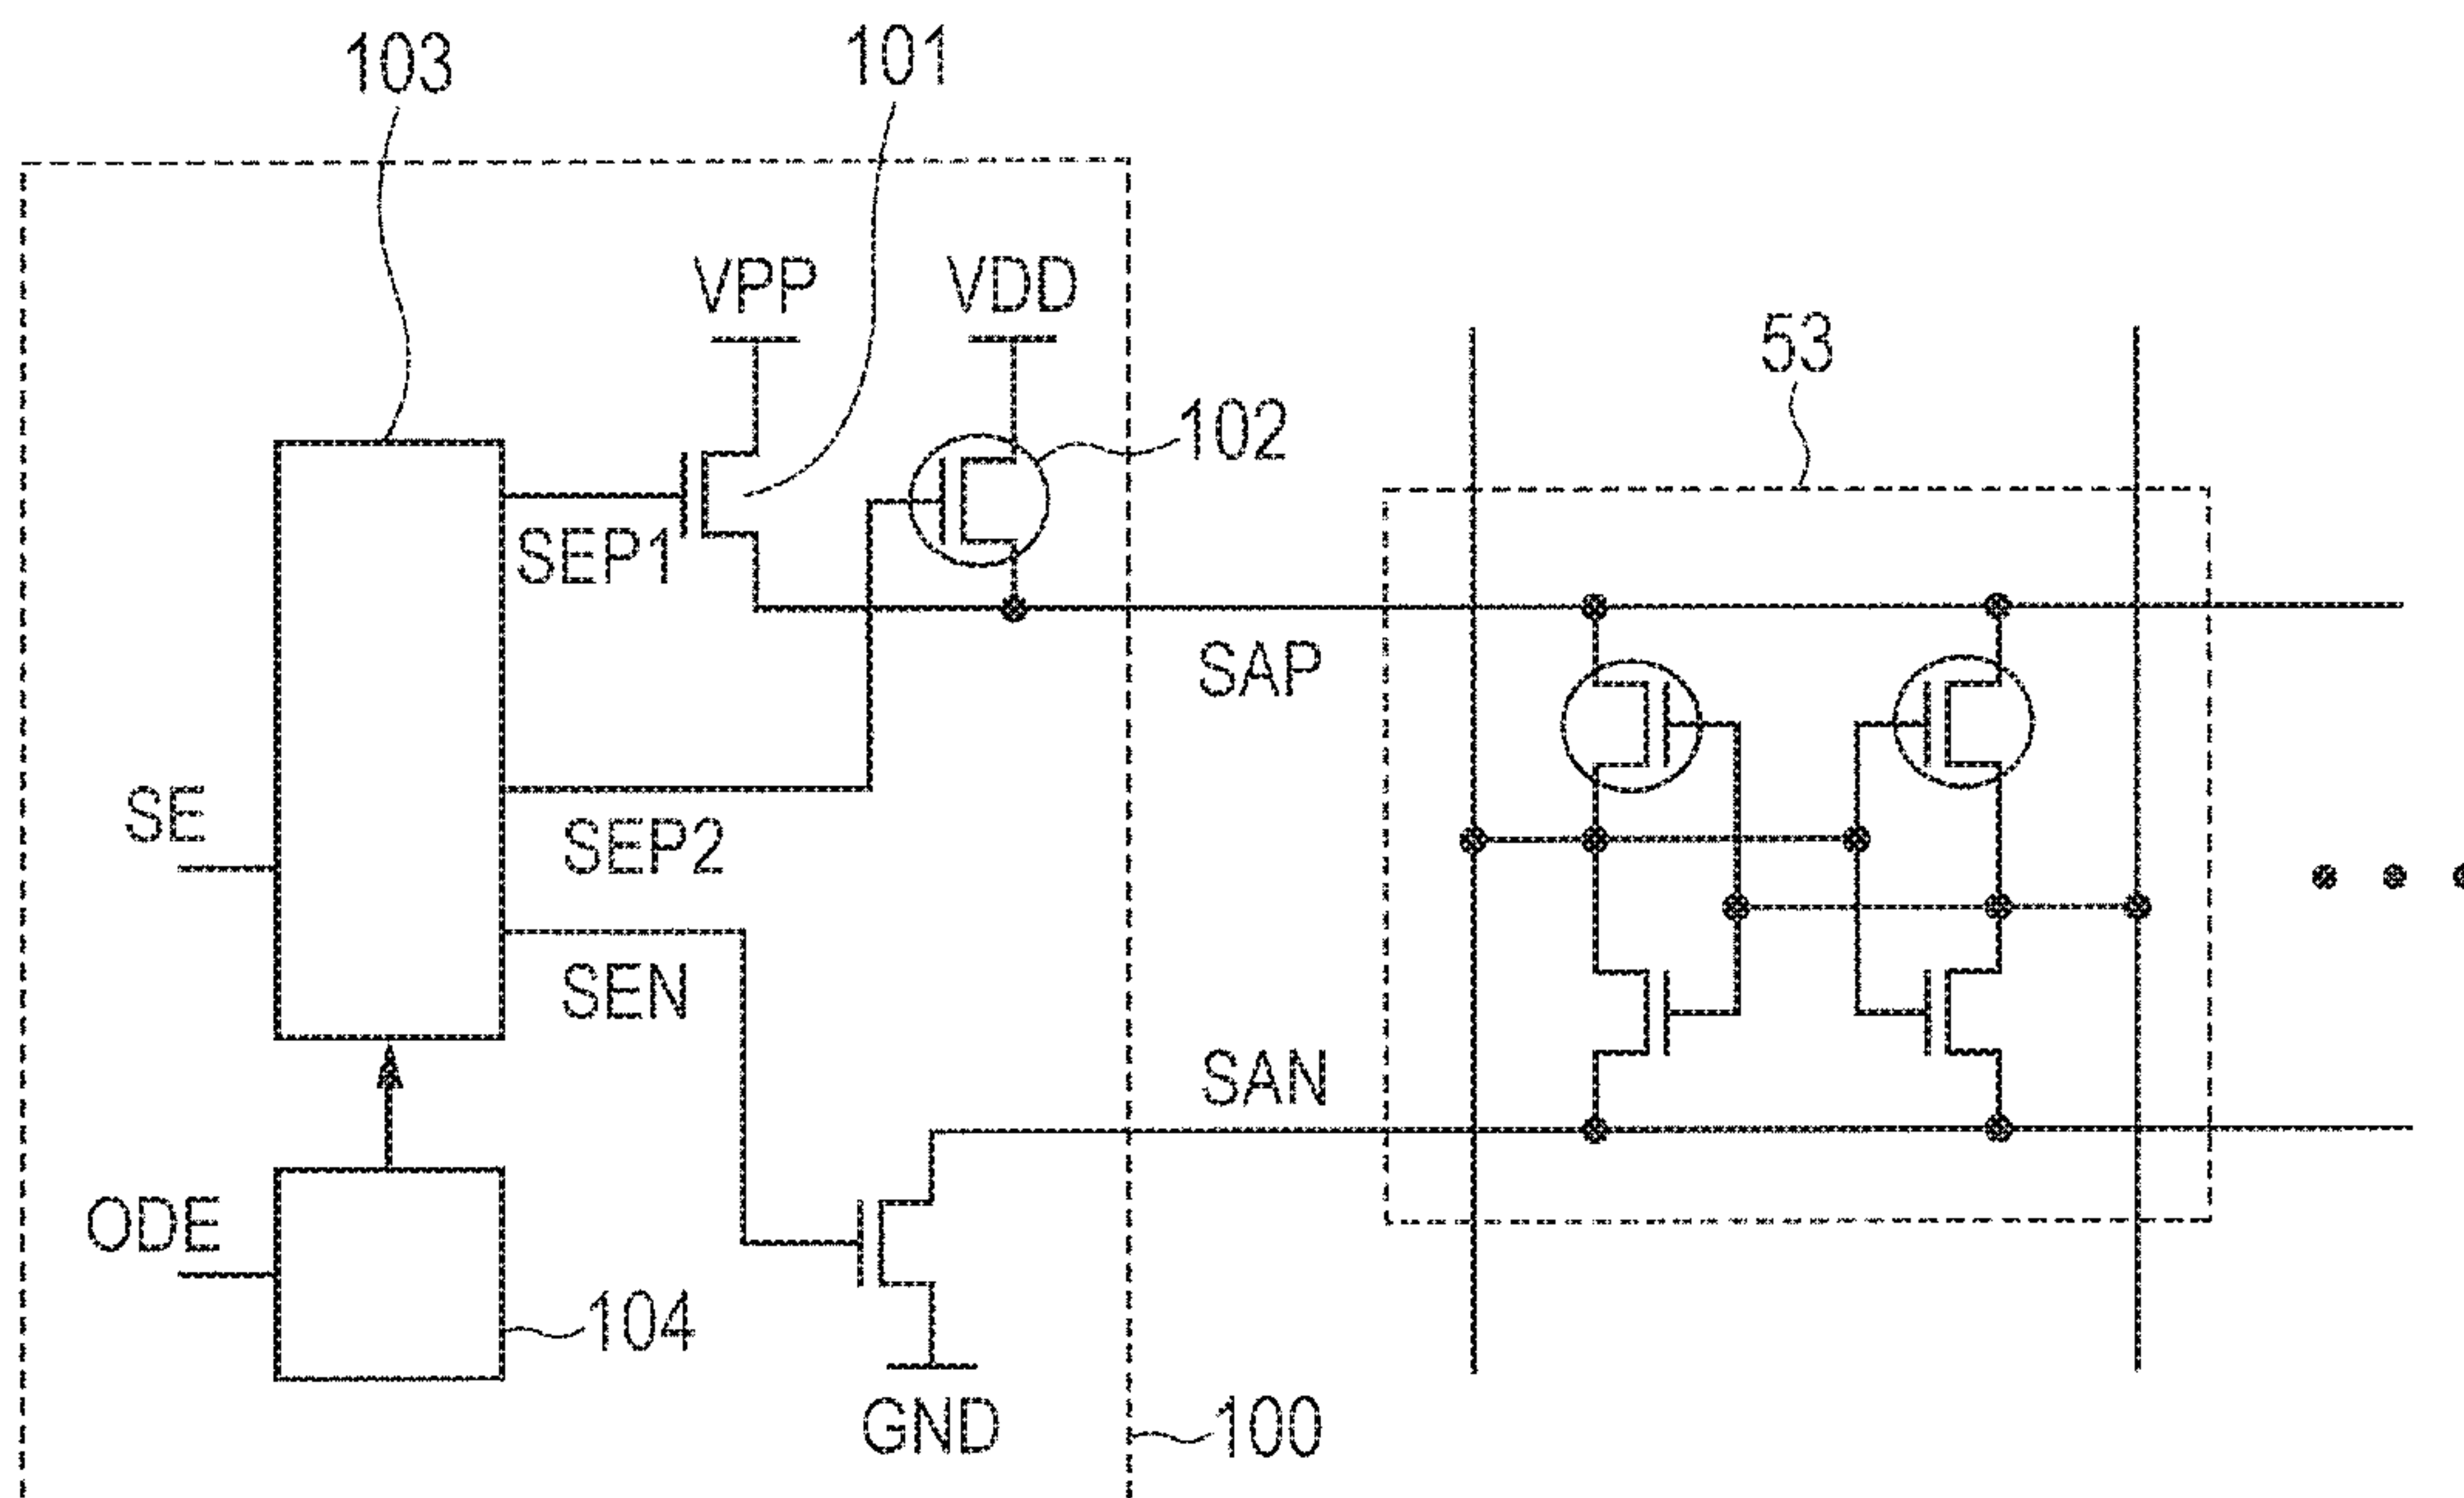 103
101
VPP
VDD
53
102
SEP1
SAP
SE
SEP2
SEN
SAN
ODE
104
GND
100